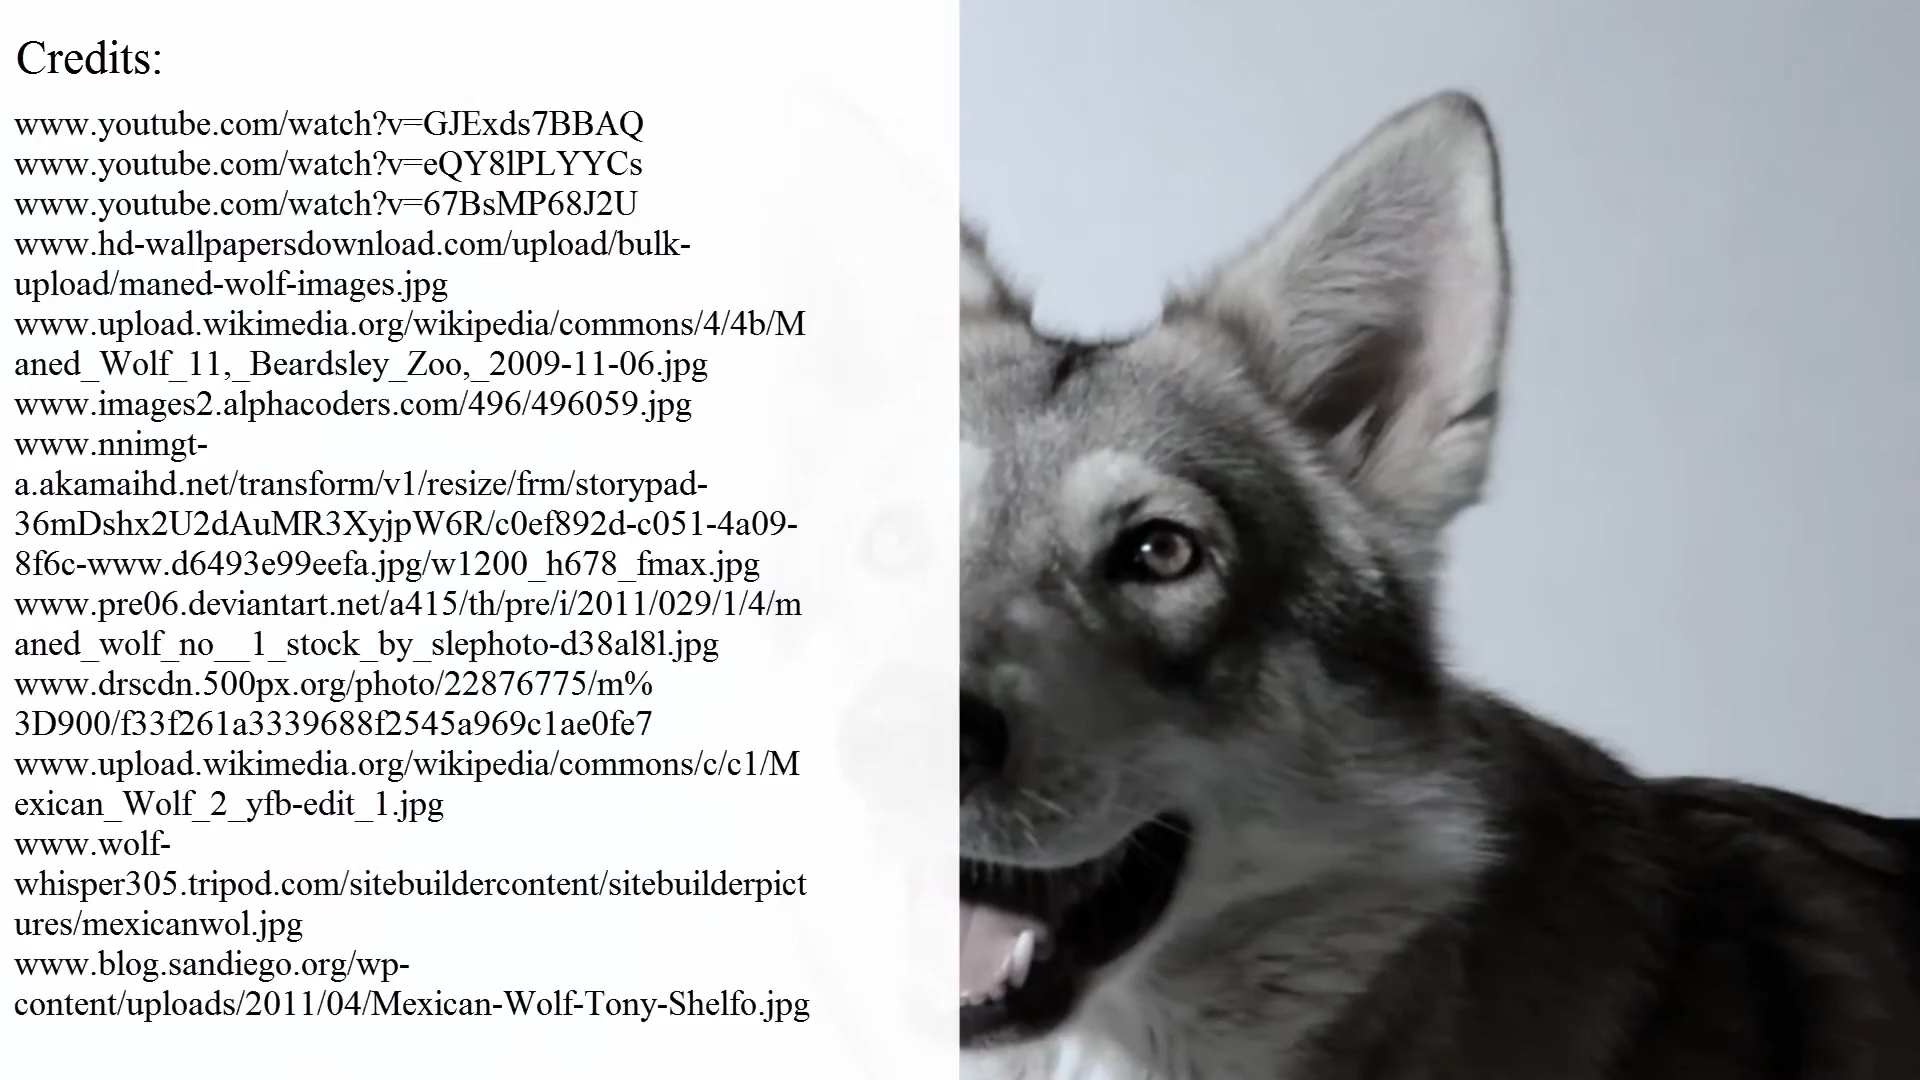 Credits:
www.youtube.com/watch?v=GJExds7BBAQ
www.youtube.com/watch?v=eQY8lPLYYCs
www.youtube.com/watch?v=67BsMP68J2U
www.hd-wallpapersdownload.com/upload/bulk-
upload/maned-wolf-images.jpg
www.upload.wikimedia.org/wikipedia/commons/4/4b/M
aned_Wolf_11,_Beardsley_Zoo,_2009-11-06.jpg
www.images2.alphacoders.com/496/496059.jpg
www.nnimgt-
a.akamaihd.net/transform/v1/resize/frm/storypad-
36mDshx2U2dAuMR3XyjpW6R/c0ef892d-c051-4a09-
8f6c-www.d6493e99eefa.jpg/w1200_h678_fmax.jpg
www.pre06.deviantart.net/a415/th/pre/i/2011/029/1/4/m
aned_wolf_no__1_stock_by_slephoto-d38al8l.jpg
www.drscdn.500px.org/photo/22876775/m%
3D900/f33f261a3339688f2545a969c1ae0fe7
www.upload.wikimedia.org/wikipedia/commons/c/c1/M
exican_Wolf_2_yfb-edit_1.jpg
www.wolf-
whisper305.tripod.com/sitebuildercontent/sitebuilderpict
ures/mexicanwol.jpg
www.blog.sandiego.org/wp-
content/uploads/2011/04/Mexican-Wolf-Tony-Shelfo.jpg